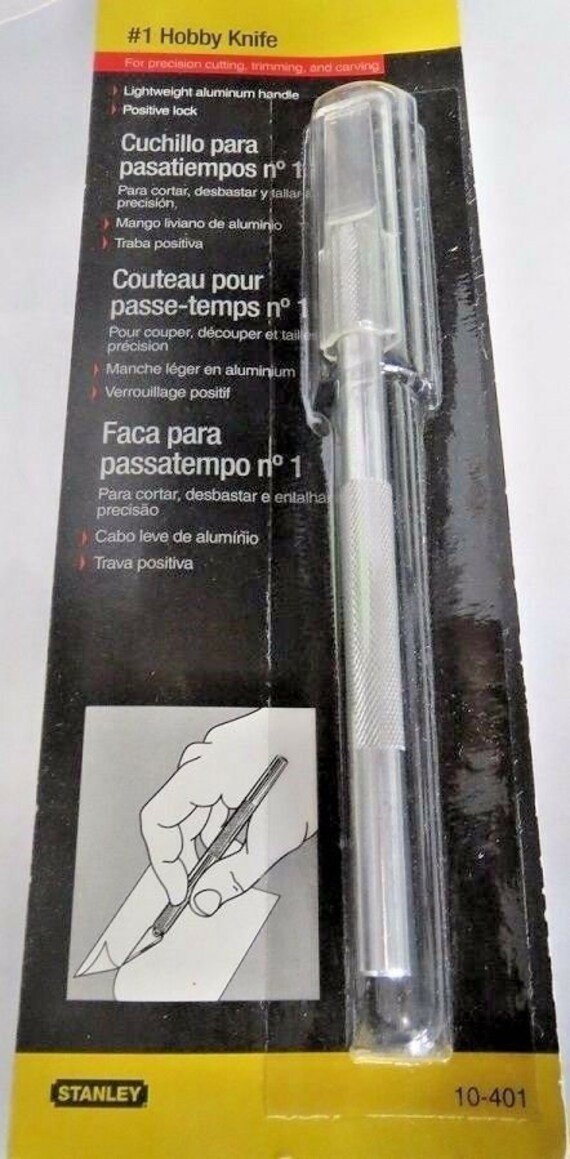 #1 Hobby Knife
For precision cutting, trimming, and carving
Lightweight aluminum handle
Positive lock
Cuchillo para
pasatiempos nº 1
Para cortar, desbastar y tallar
precisión,
Mango liviano de aluminio
Traba positiva
Couteau pour
passe-temps nº 1
Pour couper, découper et
précision
Manche léger en aluminium
Verrouillage positif
Faca para
passatempo nº 1
Para cortar, desbastar e
precisão
Cabo leve de alumíñio
Trava positiva
STANLEY
10-401